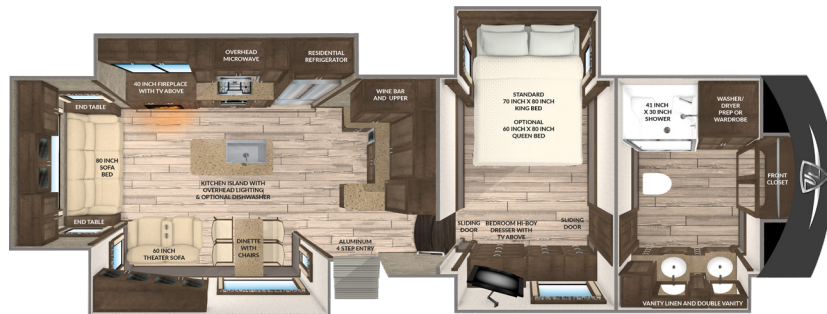 OVERHEAD
MICROWAVE
RESIDENTIAL
REFRIGERATOR
40 INCH FIREPLACE
WITH TV ABOVE
WINE BAR
AND UPPER
END TABLE
80 INCH
SOFA
BED
END TABLE
KITCHEN ISLAND WITH
OVERHEAD LIGHTING
& OPTIONAL DISHWASHER
60 INCH
THEATER SOFA
DINETTE
WITH
CHAIRS
ALUMINUM
4 STEP ENTRY
STANDARD
70 INCH X 80 INCH
KING BED
OPTIONAL
60 INCH X 80 INCH
QUEEN BED
SLIDING
DOOR
BEDROOM HI-BOY
DRESSER WITH
TV ABOVE
SLIDING
DOOR
41 INCH
X 30 INCH
SHOWER
WASHER/
DRYER
PREP OR
WARDROBE
FRONT
CLOSET
VANITY LINEN AND DOUBLE VANITY